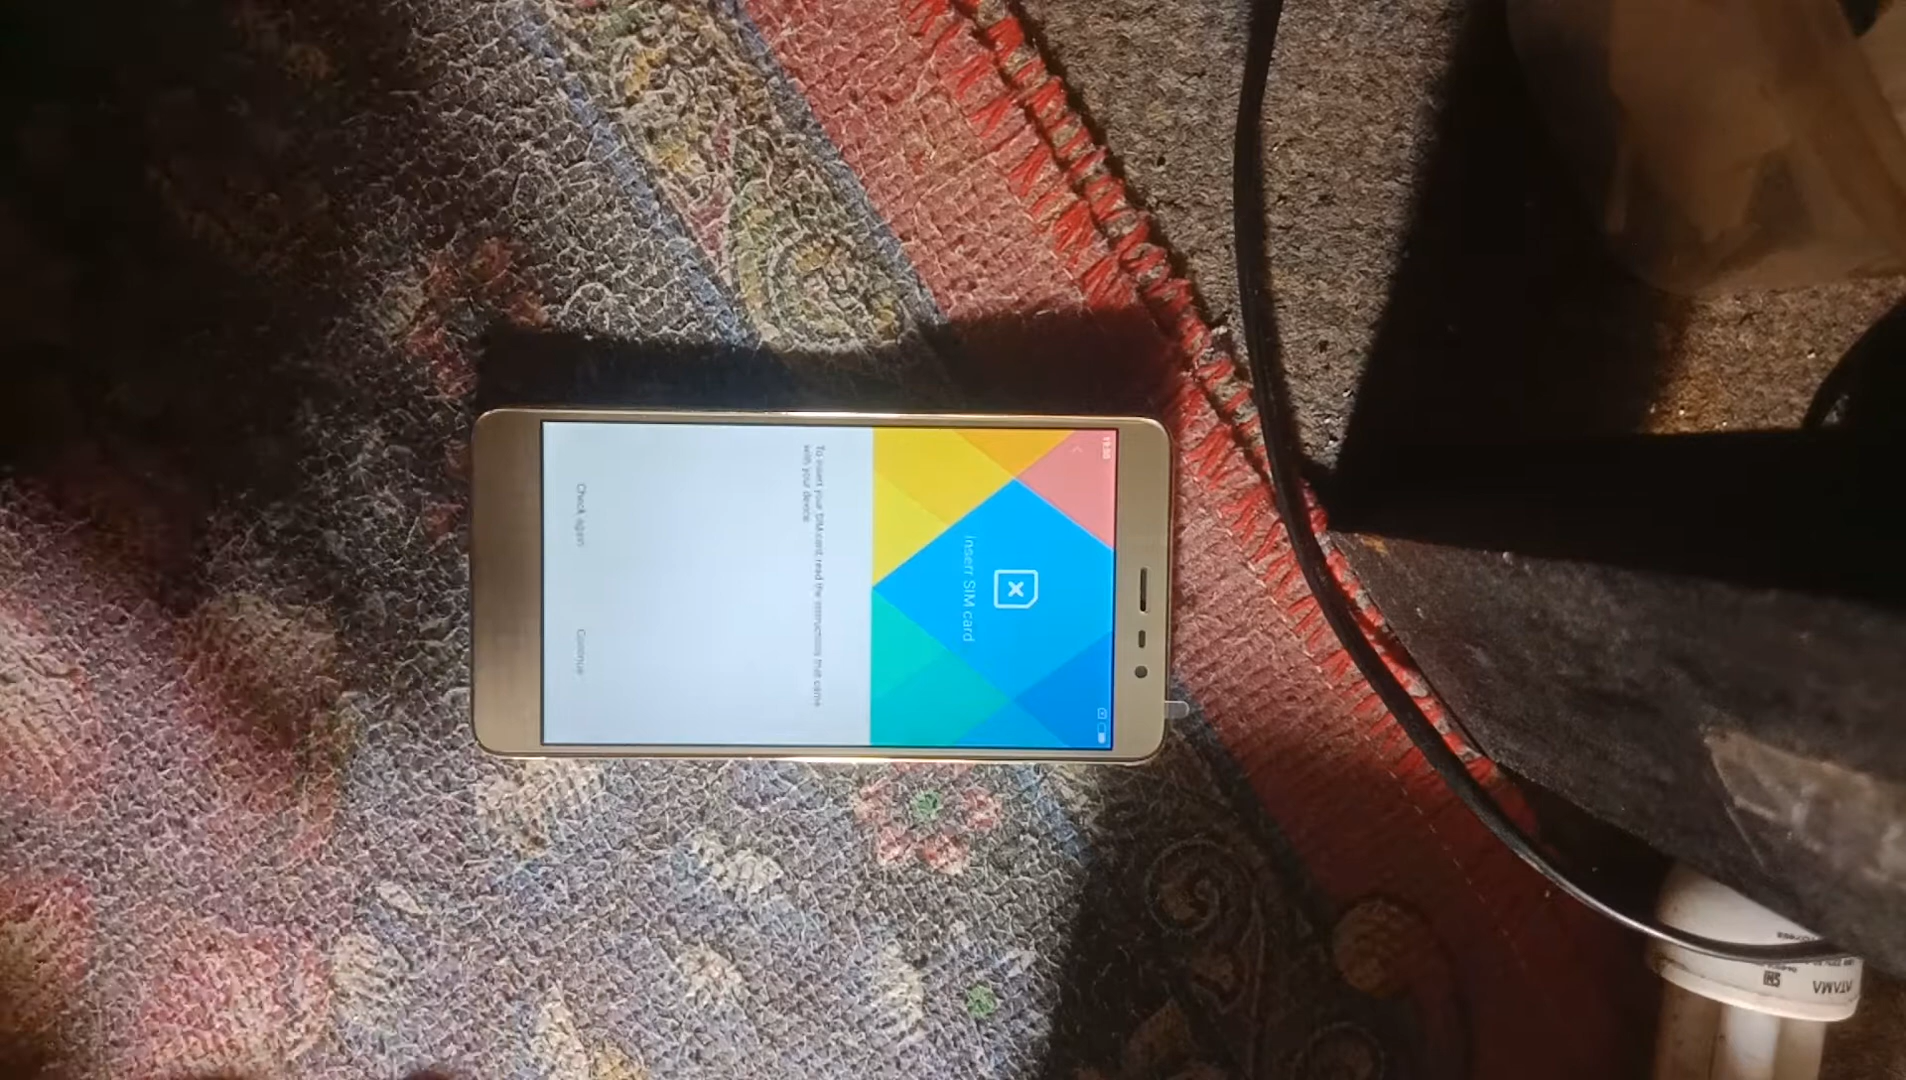 Insert SIM card
To insert your SIM card, read the instructions that came
with your device.
Check again
Continue
ATAMA